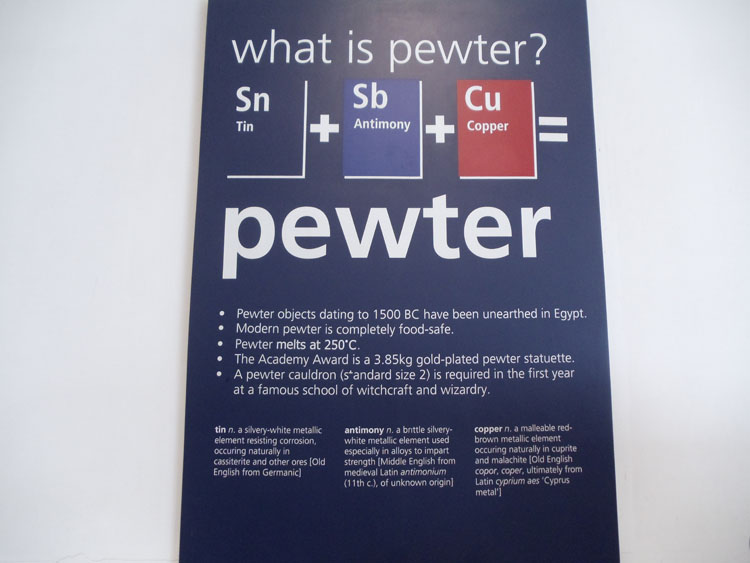 what is pewter?
Sn + Sb + Cu =
Tin Antimony Copper
pewter
• Pewter objects dating to 1500 BC have been unearthed in Egypt.
• Modern pewter is completely food-safe.
• Pewter melts at 250°C.
• The Academy Award is a 3.85kg gold-plated pewter statuette.
• A pewter cauldron (s*andard size 2) is required in the first year
at a famous school of witchcraft and wizardry.
tin n. a silvery-white metallic
element resisting corrosion,
occuring naturally in
cassiterite and other ores [Old
English from Germanic]
antimony n. a brittle silvery-
white metallic element used
especially in alloys to impart
strength [Middle English from
medieval Latin antimonium
(11th c.), of unknown origin]
copper n. a malleable red-
brown metallic element
occuring naturally in cuprite
and malachite [Old English
copor, coper, ultimately from
Latin cyprium aes 'Cyprus
metal']